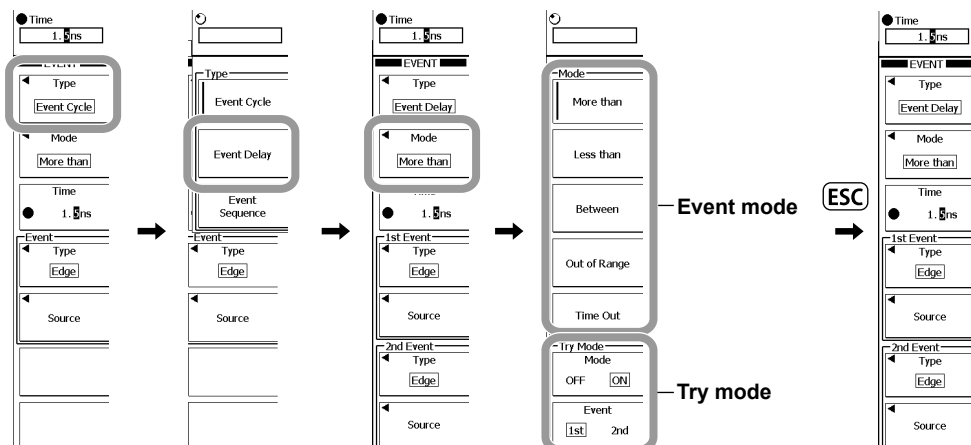 Time
1.5ns
EVENT
Type
Event Cycle
Mode
More than
Time
1.5ns
Event
Type
Edge
Source
Type
Event Cycle
Event Delay
Event
Sequence
Event
Type
Edge
Source
Time
1.5ns
EVENT
Type
Event Delay
Mode
More than
Time
1.5ns
1st Event
Type
Edge
Source
2nd Event
Type
Edge
Source
Mode
More than
Less than
Between
Out of Range
Time Out
Try Mode
Mode
OFF ON
Event
1st 2nd
Event mode
Try mode
ESC
Time
1.5ns
EVENT
Type
Event Delay
Mode
More than
Time
1.5ns
1st Event
Type
Edge
Source
2nd Event
Type
Edge
Source